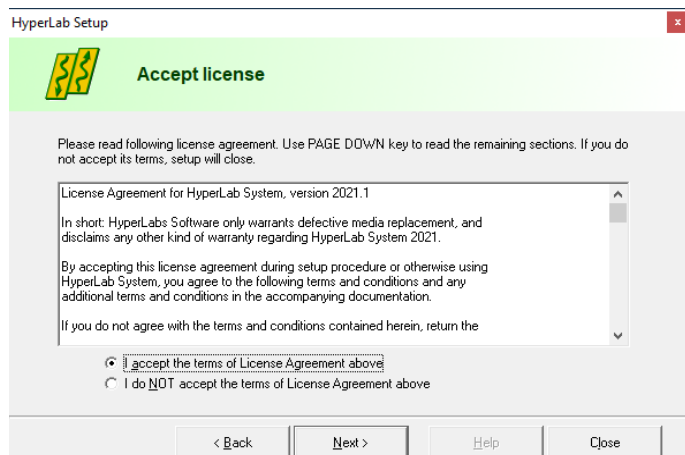 HyperLab Setup
x
Accept license
Please read following license agreement. Use PAGE DOWN key to read the remaining sections. If you do
not accept its terms, setup will close.
License Agreement for HyperLab System, version 2021.1
In short: HyperLabs Software only warrants defective media replacement, and
disclaims any other kind of warranty regarding HyperLab System 2021.
By accepting this license agreement during setup procedure or otherwise using
HyperLab System, you agree to the following terms and conditions and any
additional terms and conditions in the accompanying documentation.
If you do not agree with the terms and conditions contained herein, return the
I accept the terms of License Agreement above
I do NOT accept the terms of License Agreement above
< Back
Next >
Help
Close